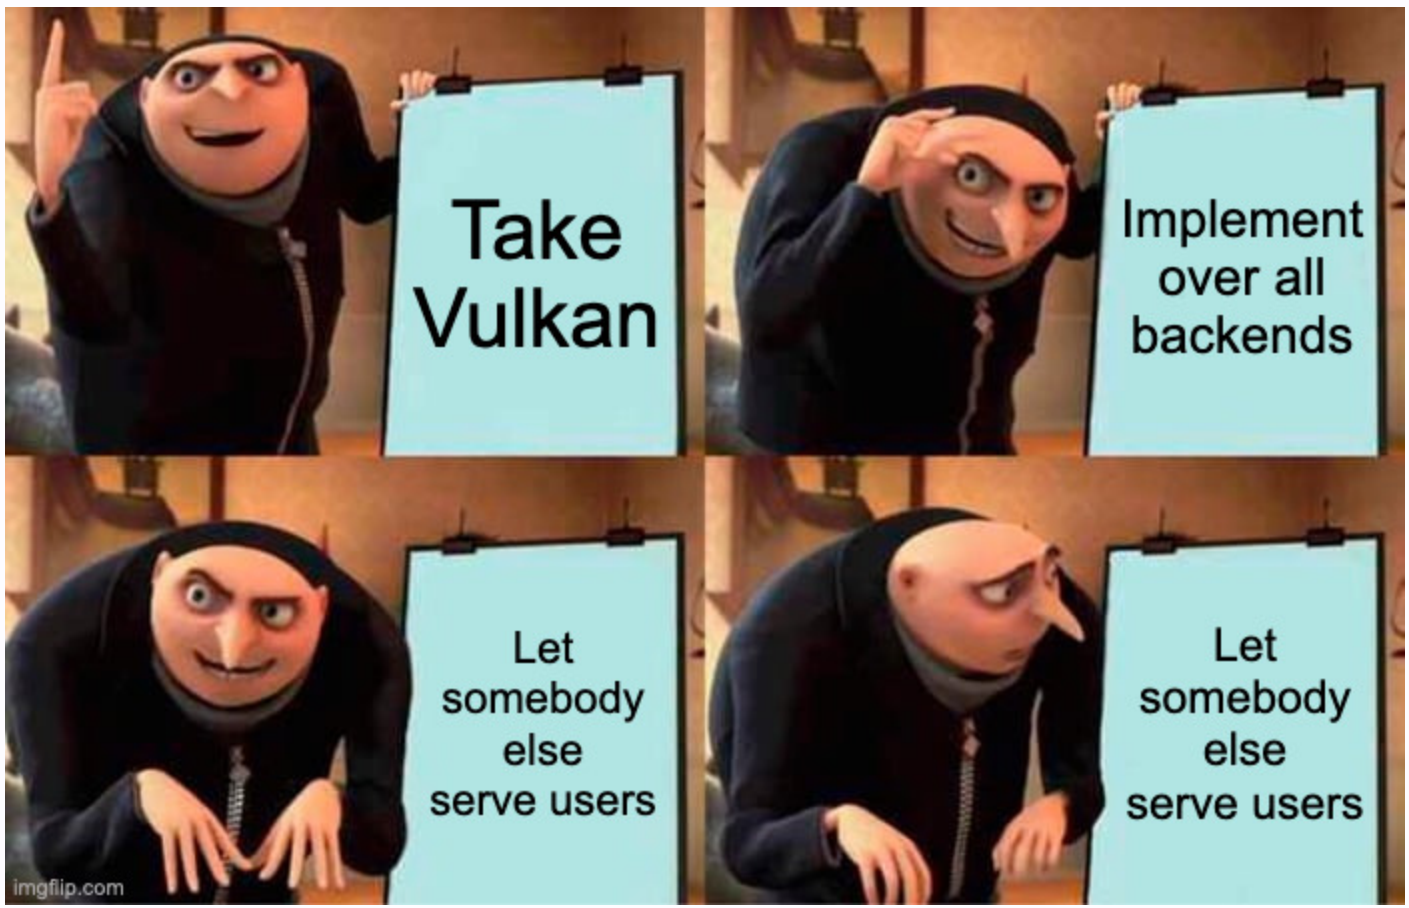 Take
Vulkan
Implement
over all
backends
Let
somebody
else
serve users
Let
somebody
else
serve users
imgflip.com